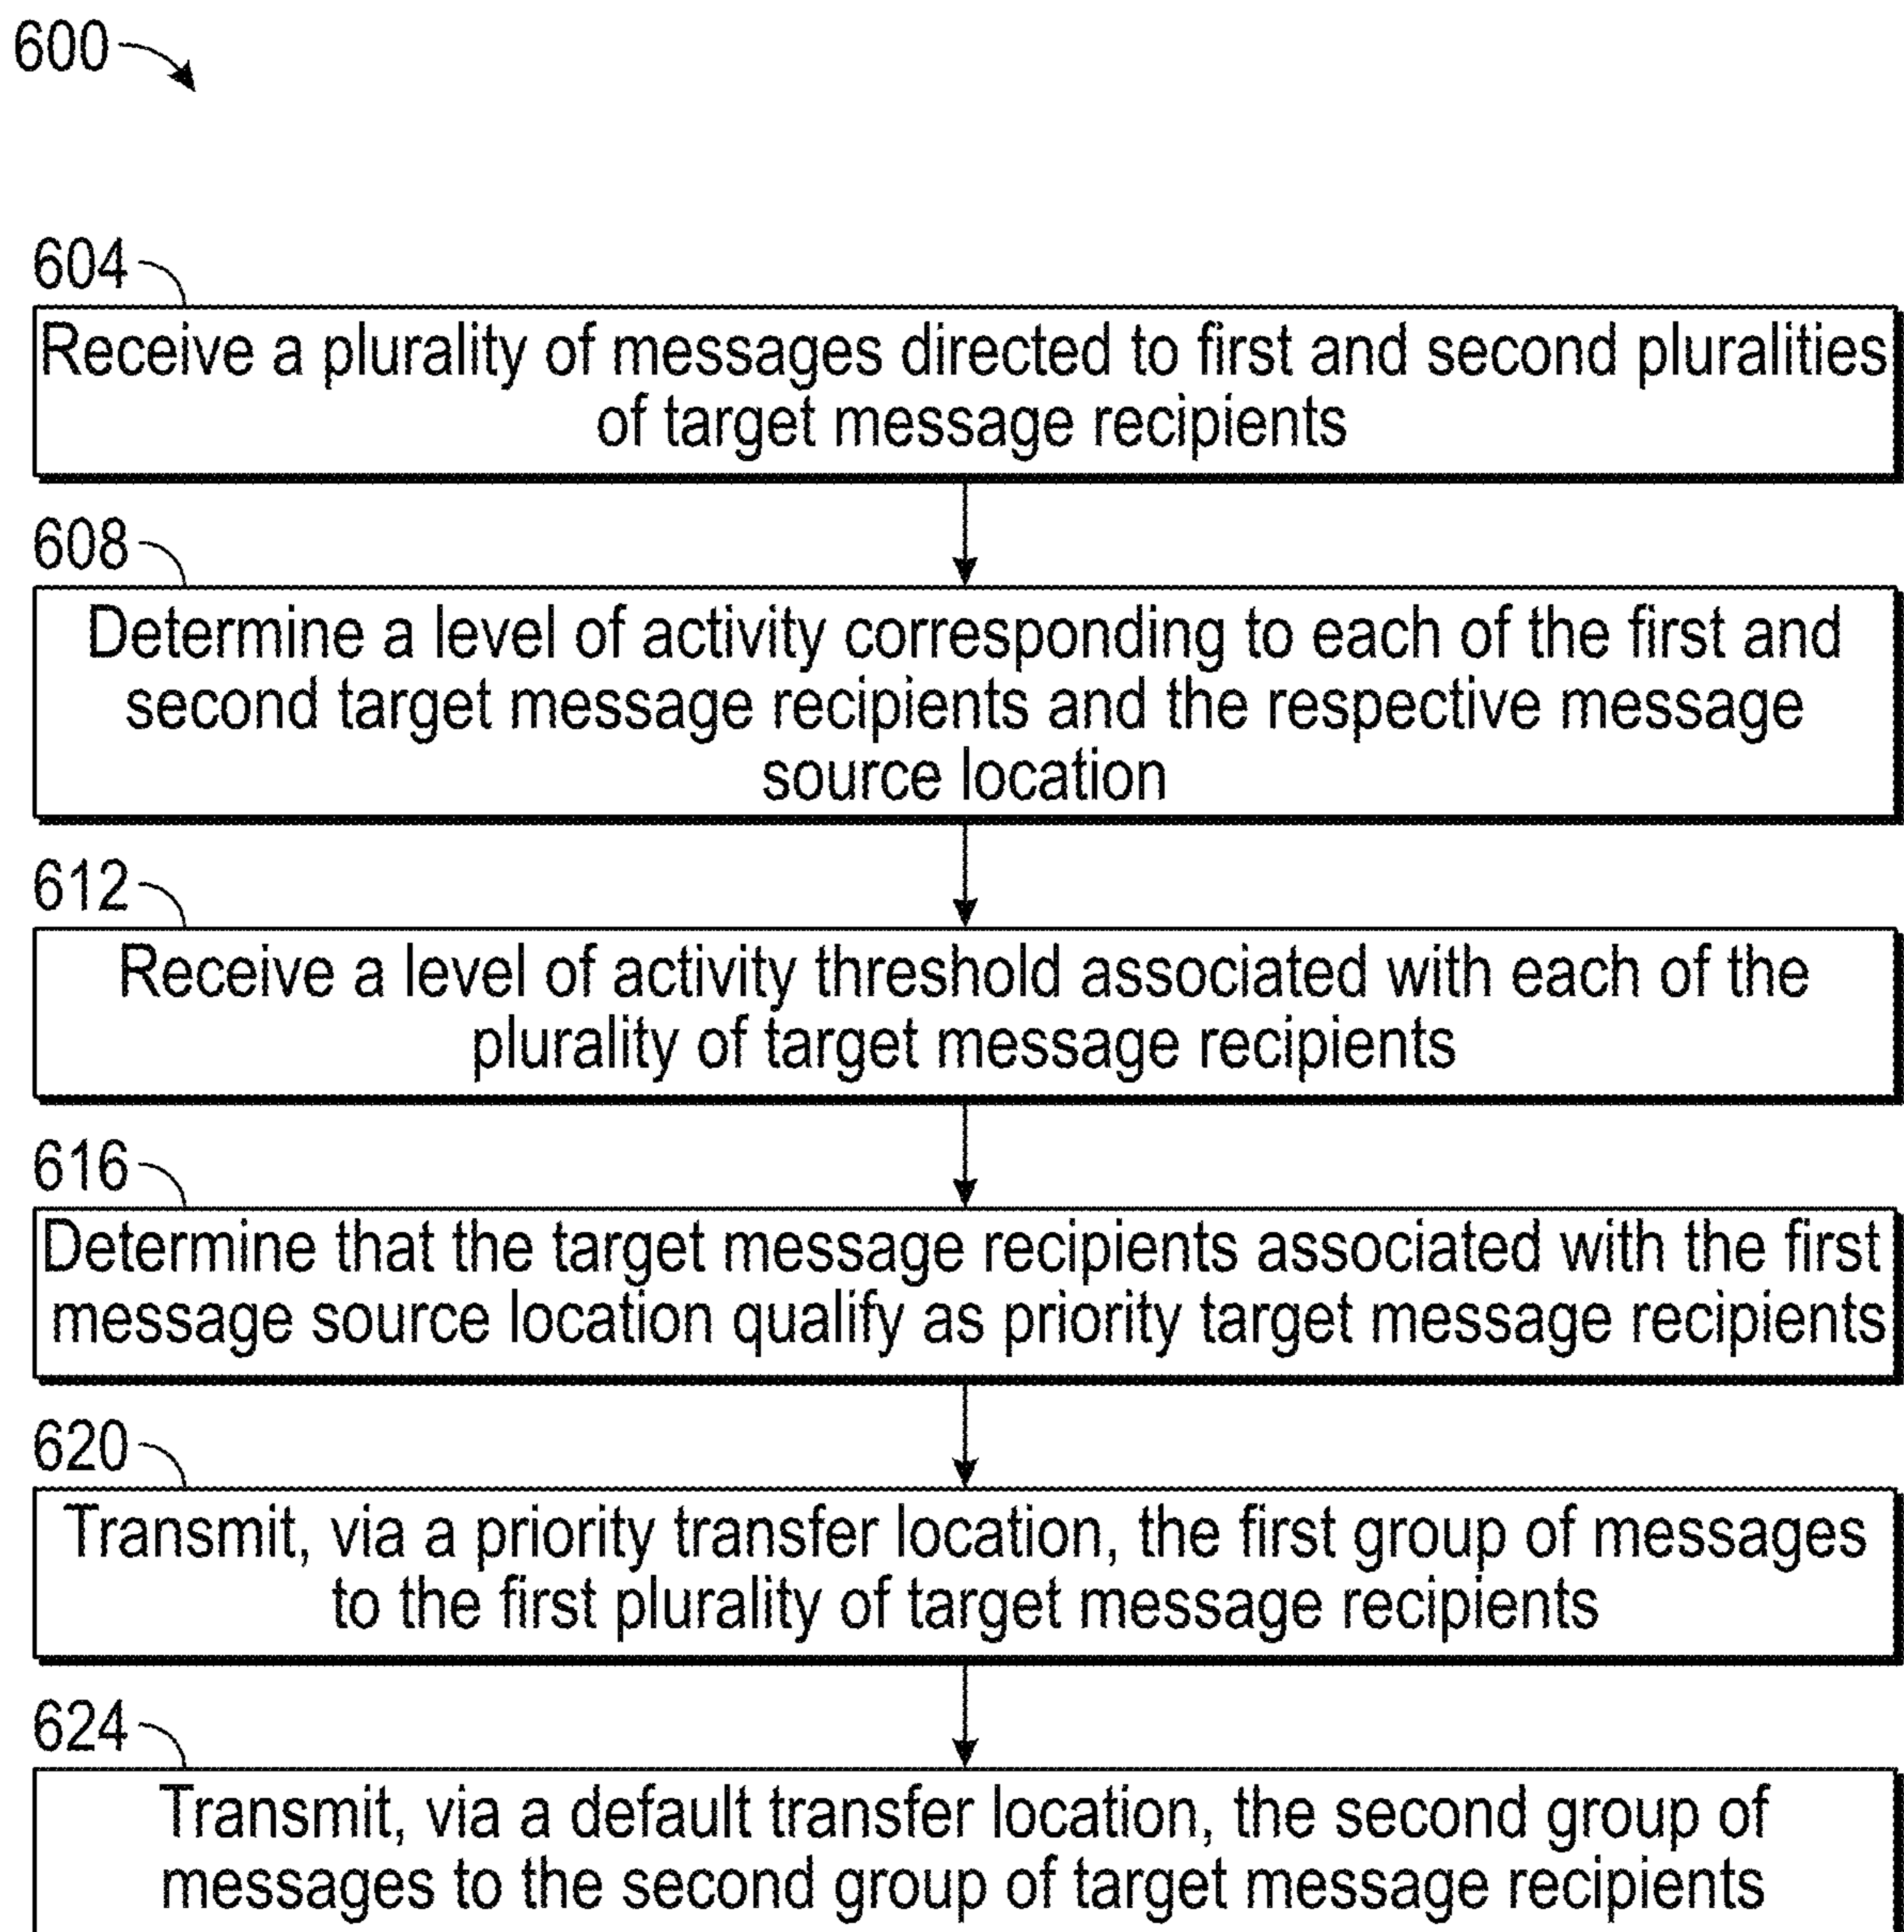 600
604
Receive a plurality of messages directed to first and second pluralities
of target message recipients
608
Determine a level of activity corresponding to each of the first and
second target message recipients and the respective message
source location
612
Receive a level of activity threshold associated with each of the
plurality of target message recipients
616
Determine that the target message recipients associated with the first
message source location qualify as priority target message recipients
620
Transmit, via a priority transfer location, the first group of messages
to the first plurality of target message recipients
624
Transmit, via a default transfer location, the second group of
messages to the second group of target message recipients